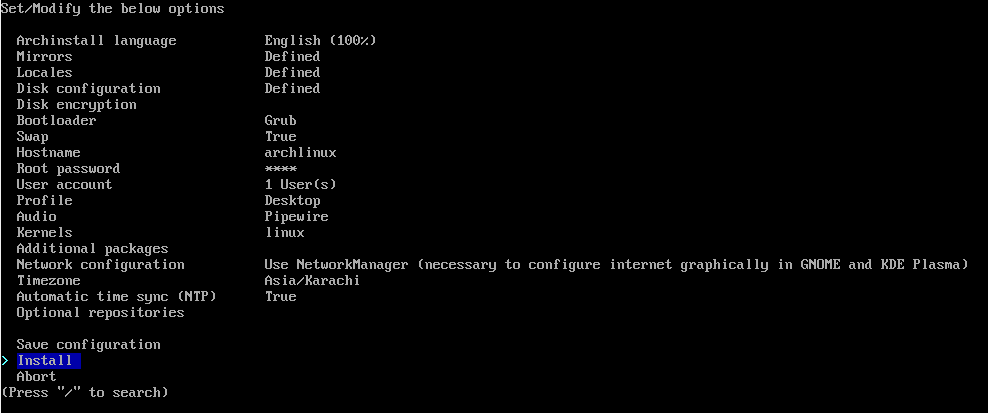 Set/Modify the below options
Archinstall language English (100%)
Mirrors Defined
Locales Defined
Disk configuration Defined
Disk encryption
Bootloader Grub
Swap True
Hostname archlinux
Root password ****
User account 1 User(s)
Profile Desktop
Audio Pipewire
Kernels linux
Additional packages
Network configuration Use NetworkManager (necessary to configure internet graphically in GNOME and KDE Plasma)
Timezone Asia/Karachi
Automatic time sync (NTP) True
Optional repositories
Save configuration
> Install
Abort
(Press "/" to search)